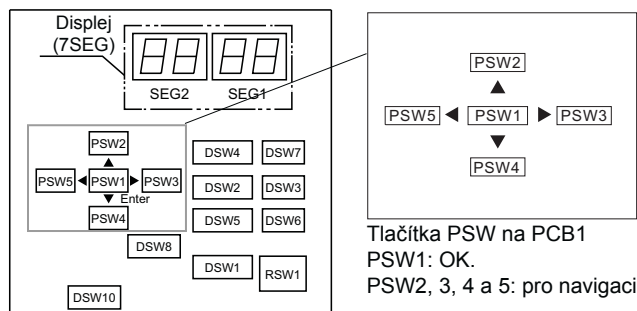 Displej
(7SEG)
SEG2 SEG1
PSW2
PSW5 PSW1 PSW3
Enter
PSW4
DSW4 DSW7
DSW2 DSW3
DSW5 DSW6
DSW8
DSW1 RSW1
DSW10
PSW2
PSW5 PSW1 PSW3
PSW4
Tlačítka PSW na PCB1
PSW1: OK.
PSW2, 3, 4 a 5: pro navigaci